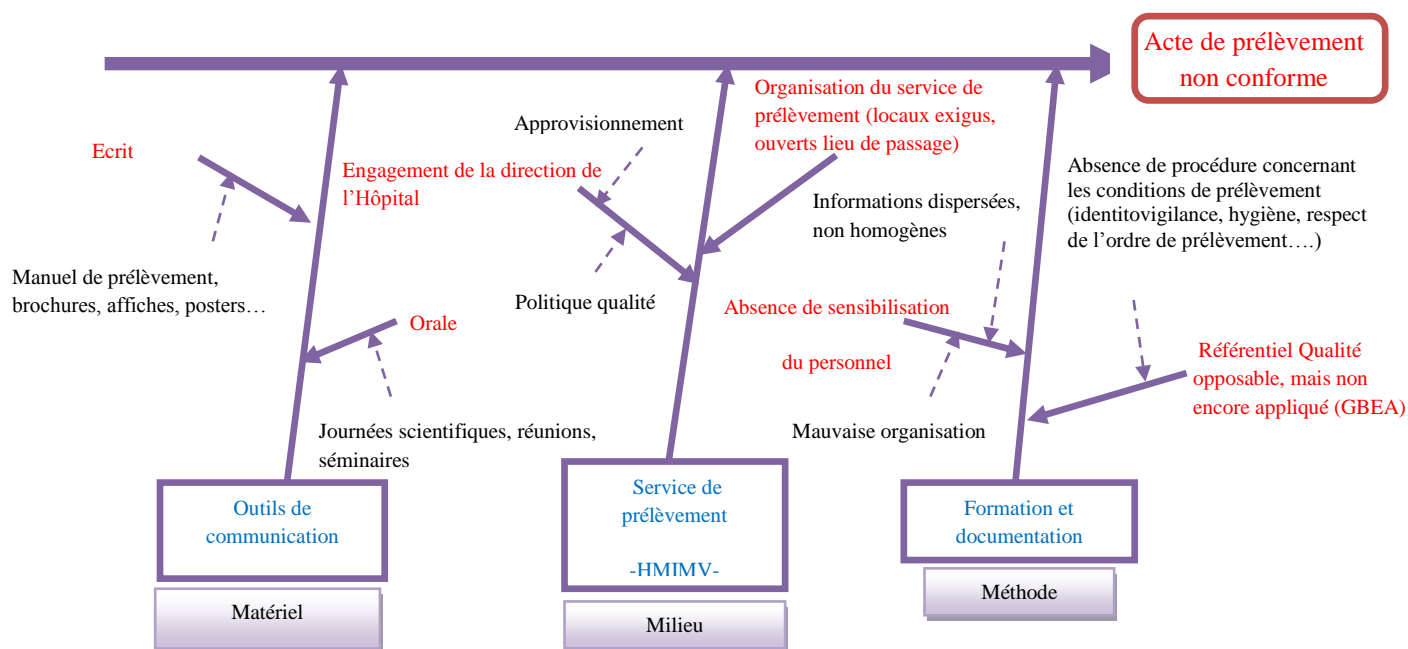 Acte de prélèvement
non conforme
Organisation du service de
prélèvement (locaux exigus,
ouverts lieu de passage)
Approvisionnement
Ecrit
Engagement de la direction de
l’Hôpital
Absence de procédure concernant
les conditions de prélèvement
(identitovigilance, hygiène, respect
de l’ordre de prélèvement….)
Informations dispersées,
non homogènes
Manuel de prélèvement,
brochures, affiches, posters…
Politique qualité
Absence de sensibilisation
du personnel
Orale
Référentiel Qualité
opposable, mais non
encore appliqué (GBEA)
Journées scientifiques, réunions,
séminaires
Mauvaise organisation
Outils de
communication
Service de
prélèvement
-HMIMV-
Formation et
documentation
Matériel
Milieu
Méthode